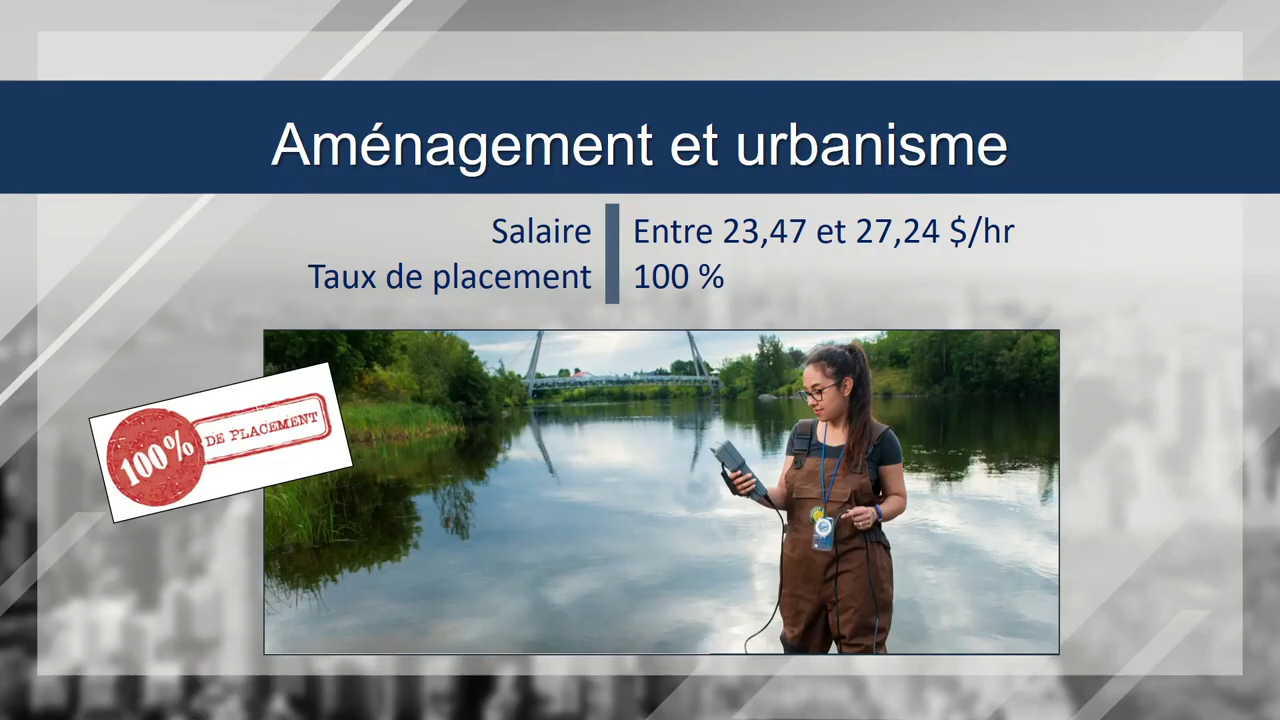 Aménagement et urbanisme
Salaire
Entre 23,47 et 27,24 $/hr
Taux de placement
100 %
100%
DE PLACEMENT